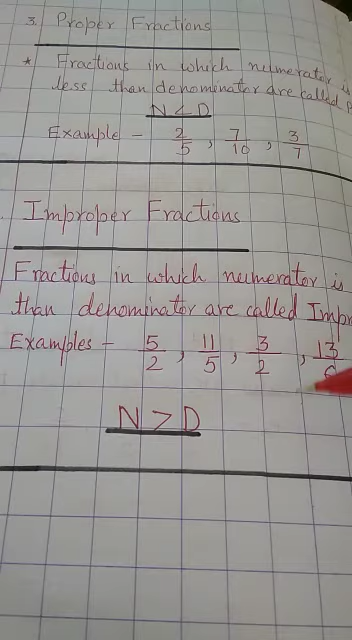 3. Proper Fractions
* Fractions in which numerator is
less than denominator are called
N < D
Example - 2/5, 7/10, 3/7
Improper Fractions
Fractions in which numerator is
than denominator are called Impr
Examples - 5/2, 11/5, 3/2, 13
N > D